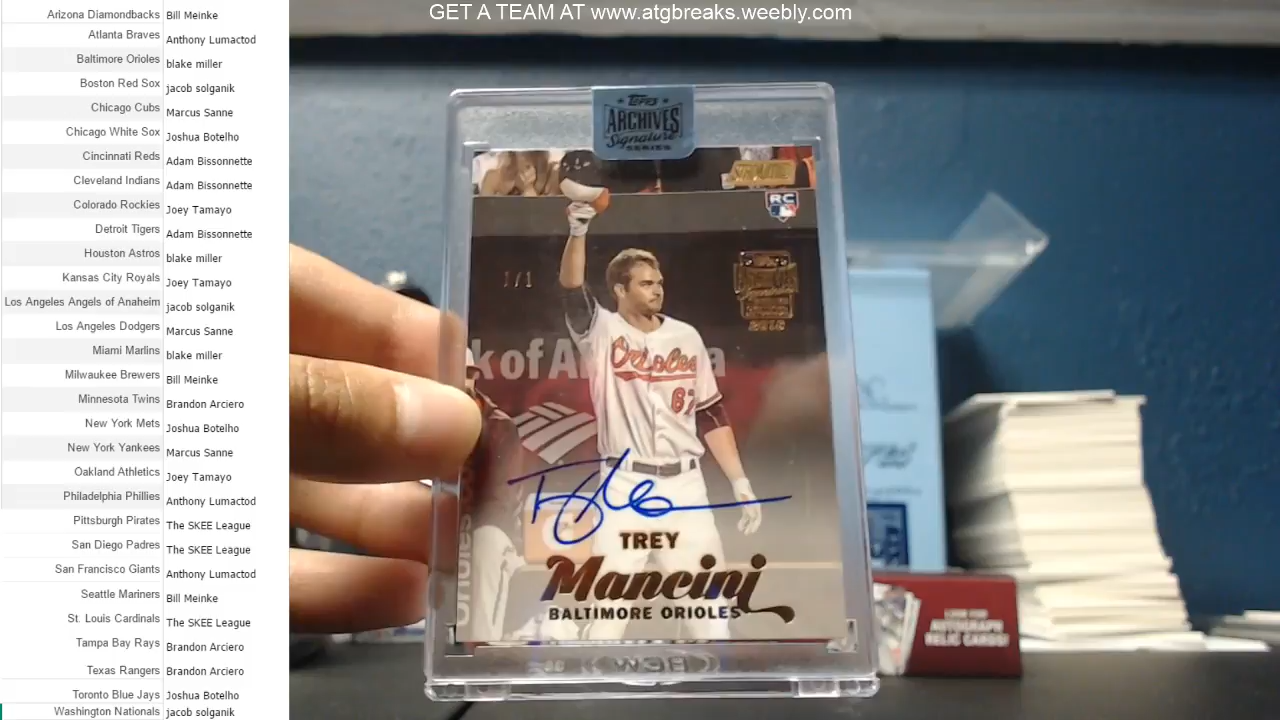 GET A TEAM AT www.atgbreaks.weebly.com
Arizona Diamondbacks Bill Meinke
Atlanta Braves Anthony Lumactod
Baltimore Orioles blake miller
Boston Red Sox jacob solganik
Chicago Cubs Marcus Sanne
Chicago White Sox Joshua Botelho
Cincinnati Reds Adam Bissonnette
Cleveland Indians Adam Bissonnette
Colorado Rockies Joey Tamayo
Detroit Tigers Adam Bissonnette
Houston Astros blake miller
Kansas City Royals Joey Tamayo
Los Angeles Angels of Anaheim jacob solganik
Los Angeles Dodgers Marcus Sanne
Miami Marlins blake miller
Milwaukee Brewers Bill Meinke
Minnesota Twins Brandon Arciero
New York Mets Joshua Botelho
New York Yankees Marcus Sanne
Oakland Athletics Joey Tamayo
Philadelphia Phillies Anthony Lumactod
Pittsburgh Pirates The SKEE League
San Diego Padres The SKEE League
San Francisco Giants Anthony Lumactod
Seattle Mariners Bill Meinke
St. Louis Cardinals The SKEE League
Tampa Bay Rays Brandon Arciero
Texas Rangers Brandon Arciero
Toronto Blue Jays Joshua Botelho
Washington Nationals jacob solganik
TOPPS
ARCHIVES
Signature
SERIES
RC
1/1
k of A
Orioles
67
TREY
Mancini
BALTIMORE ORIOLES
LOOK FOR
AUTOGRAPH
RELIC CARDS!